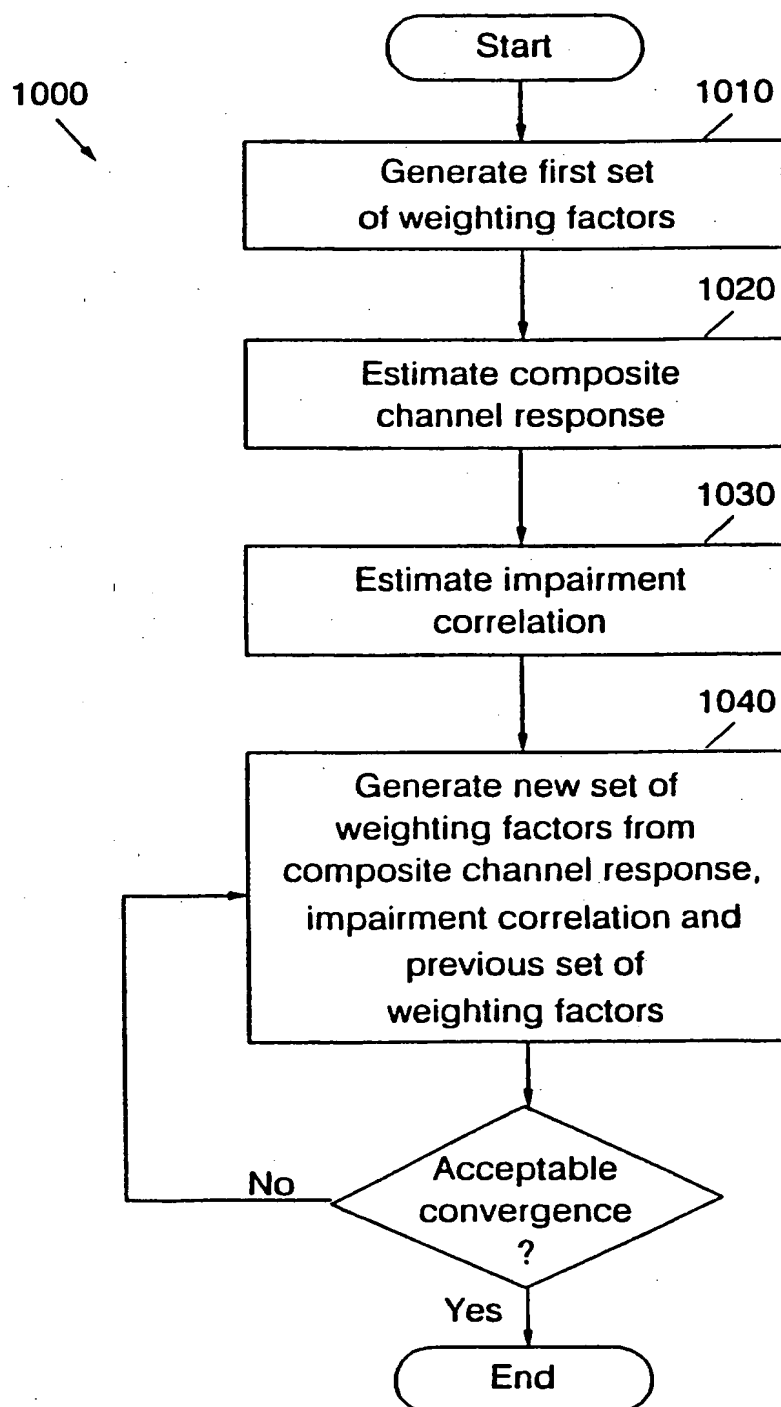 Start
1000
1010
Generate first set
of weighting factors
1020
Estimate composite
channel response
1030
Estimate impairment
correlation
1040
Generate new set of
weighting factors from
composite channel response,
impairment correlation and
previous set of
weighting factors
Acceptable
convergence
?
No
Yes
End